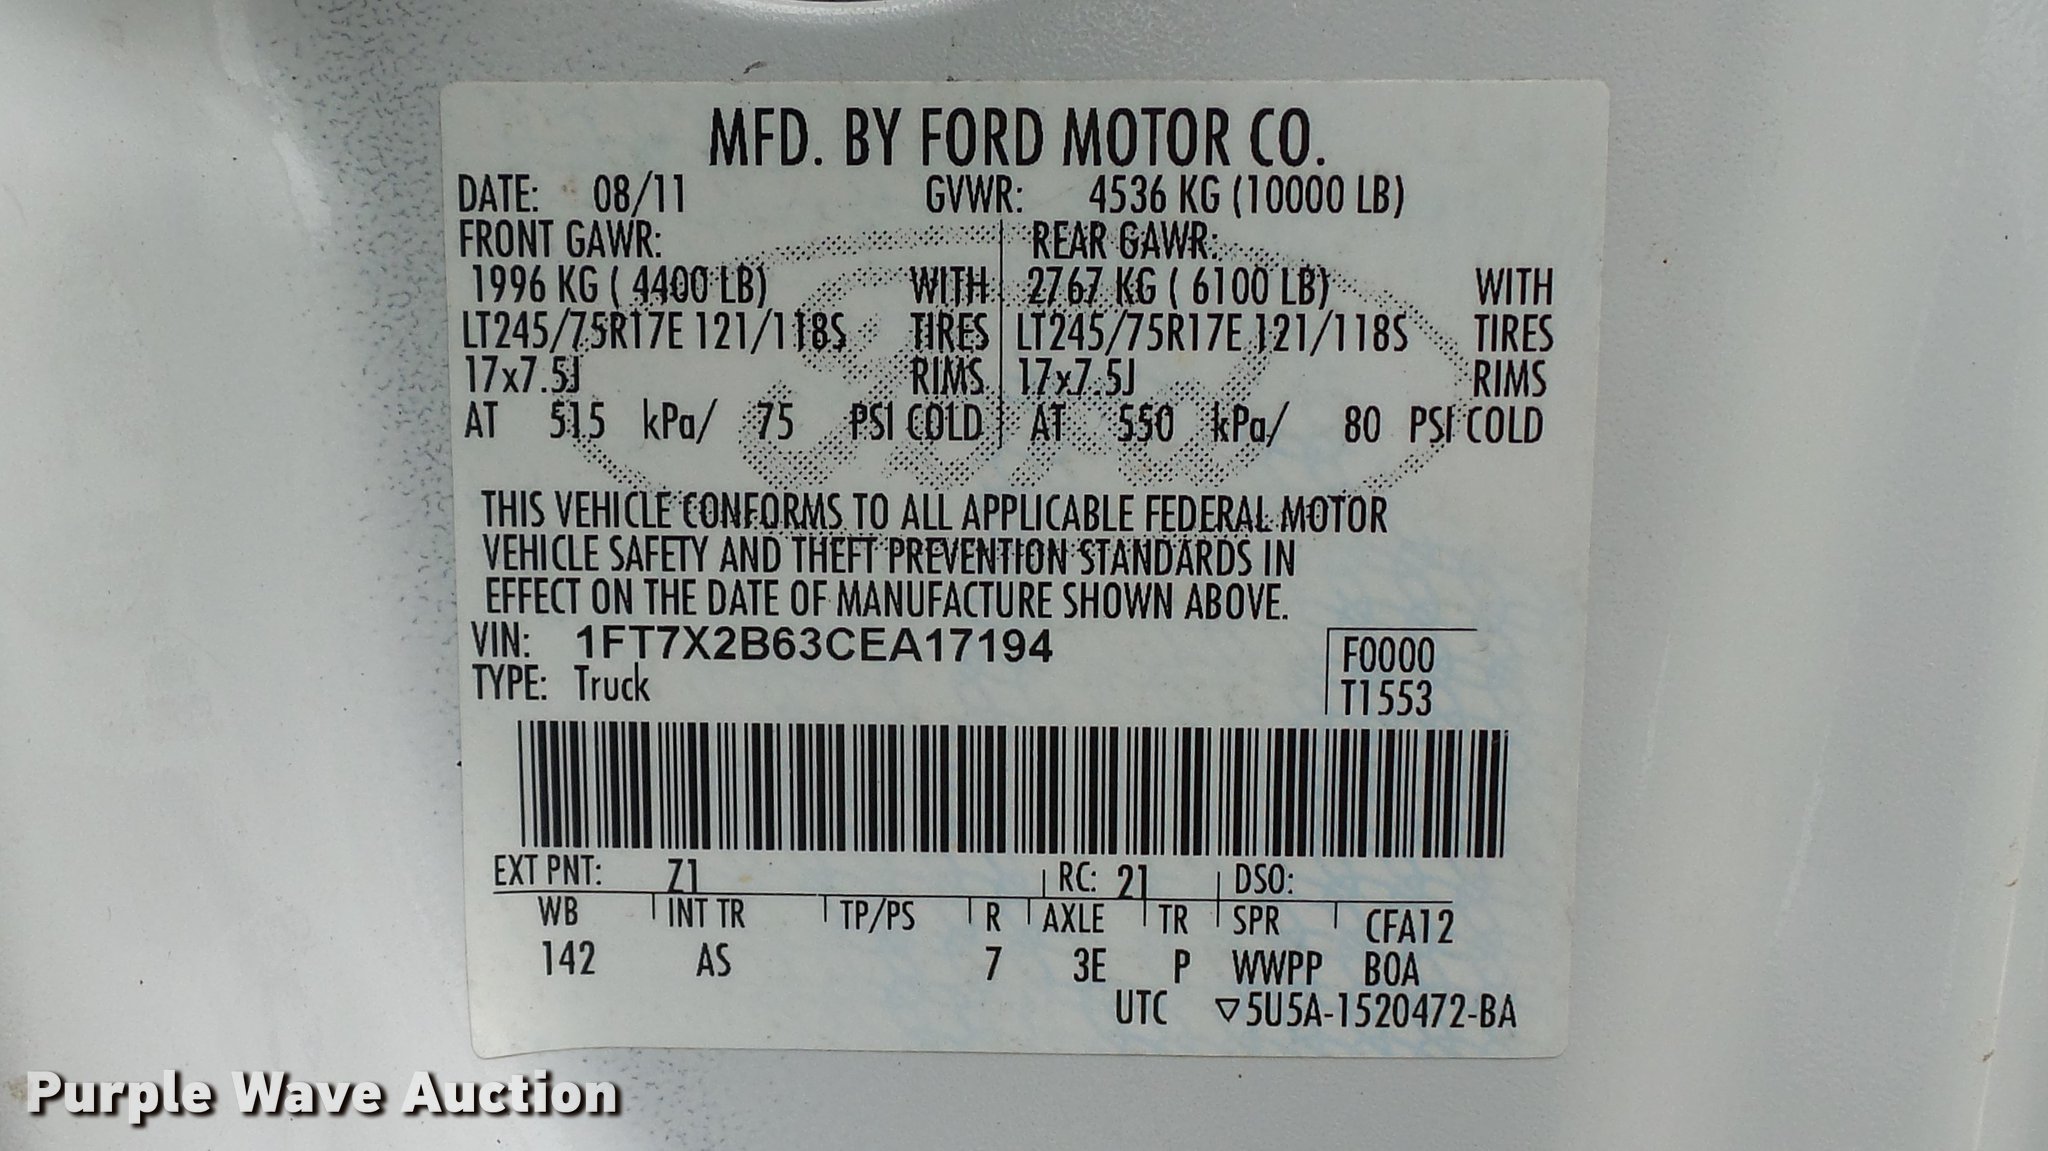 MFD. BY FORD MOTOR CO.
DATE: 08/11 GVWR: 4536 KG (10000 LB)
FRONT GAWR: REAR GAWR:
1996 KG ( 4400 LB) WITH 2767 KG ( 6100 LB) WITH
LT245/75R17E 121/118S TIRES LT245/75R17E 121/118S TIRES
17x7.5J RIMS 17x7.5J RIMS
AT 515 kPa/ 75 PSI COLD AT 550 kPa/ 80 PSI COLD
THIS VEHICLE CONFORMS TO ALL APPLICABLE FEDERAL MOTOR
VEHICLE SAFETY AND THEFT PREVENTION STANDARDS IN
EFFECT ON THE DATE OF MANUFACTURE SHOWN ABOVE.
VIN: 1FT7X2B63CEA17194
F0000
TYPE: Truck
T1553
EXT PNT: Z1 RC: 21 DSO:
WB INT TR TP/PS R AXLE TR SPR CFA12
142 AS 7 3E P WWPP BOA
UTC ▽5U5A-1520472-BA
Purple Wave Auction